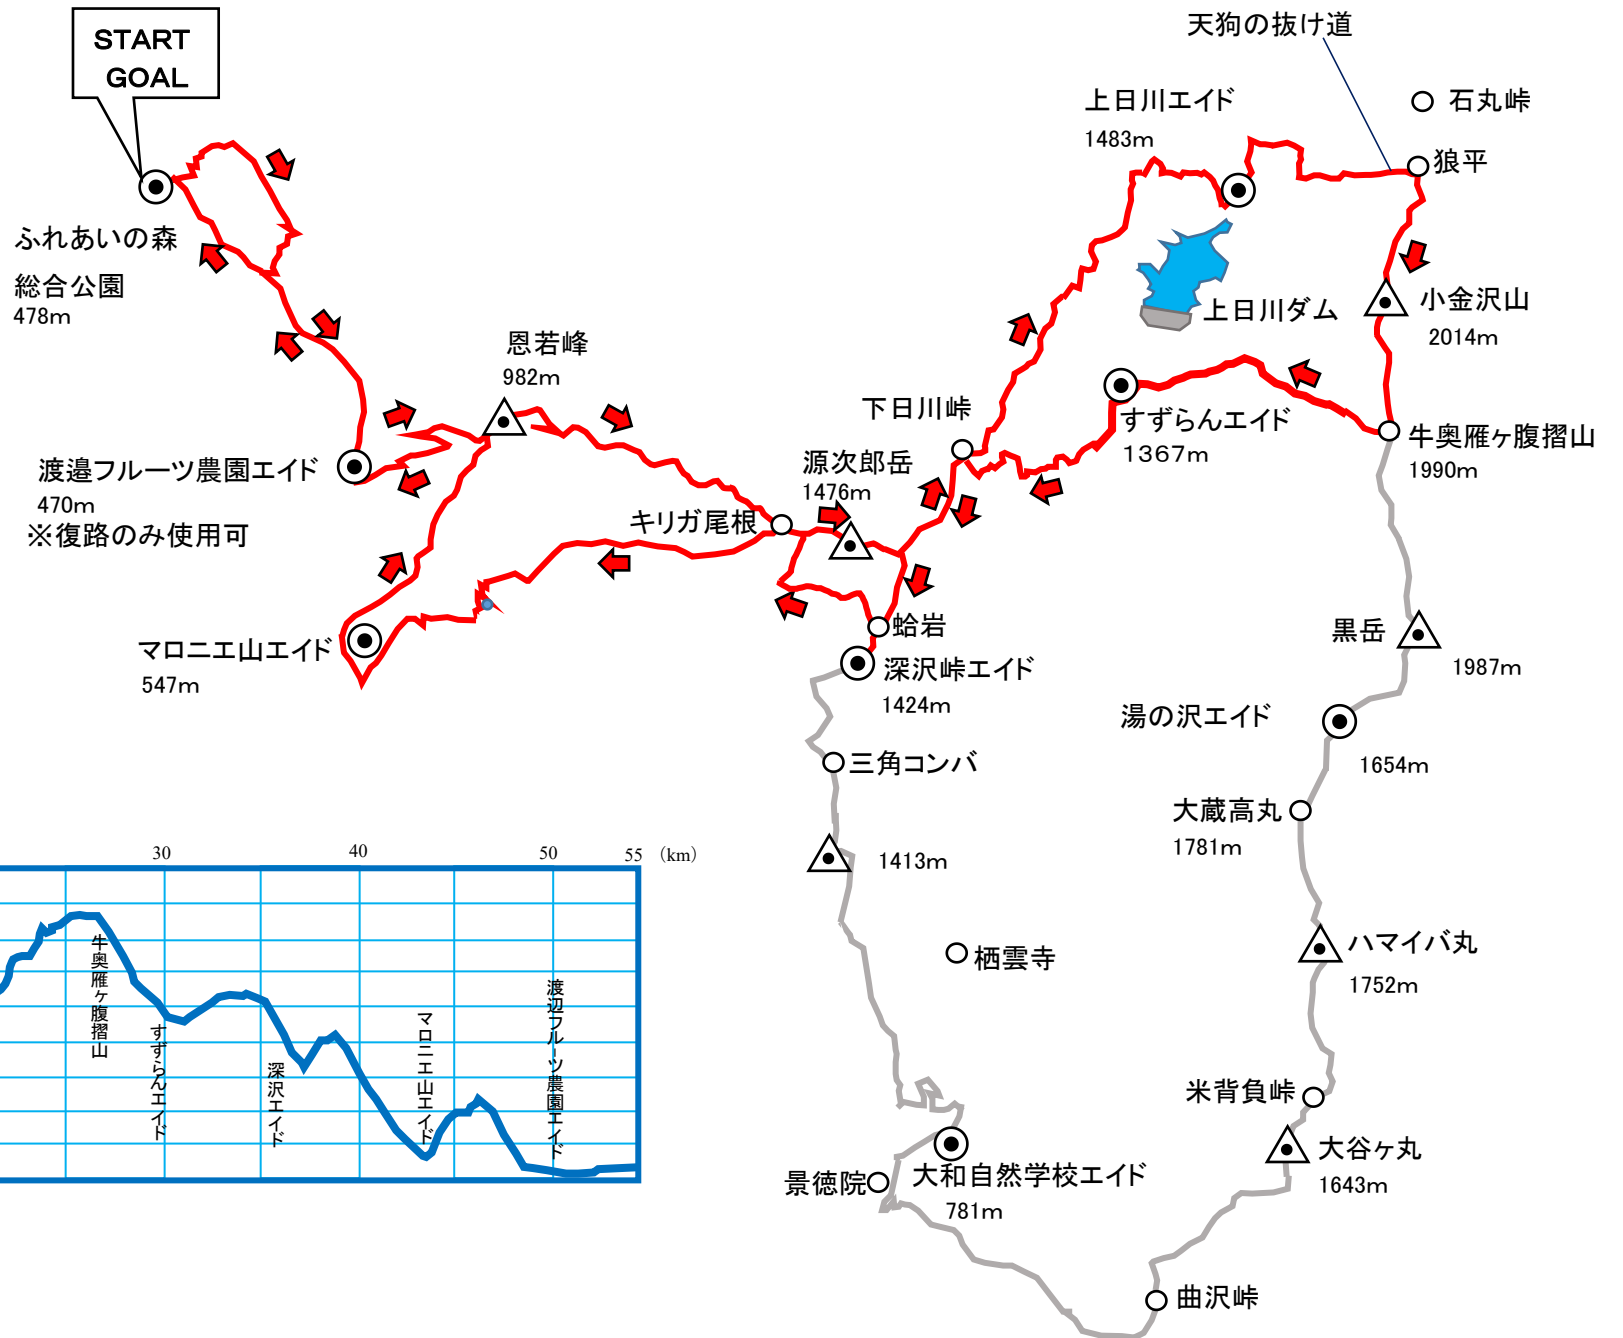 START
GOAL
ふれあいの森
総合公園
478m
天狗の抜け道
上日川エイド
1483m
石丸峠
狼平
上日川ダム
小金沢山
2014m
恩若峰
982m
下日川峠
すずらんエイド
1367m
牛奥雁ヶ腹摺山
1990m
渡邉フルーツ農園エイド
470m
※復路のみ使用可
源次郎岳
1476m
キリガ尾根
蛤岩
マロニエ山エイド
547m
深沢峠エイド
1424m
黒岳
1987m
湯の沢エイド
1654m
三角コンバ
大蔵高丸
1781m
1413m
栖雲寺
ハマイバ丸
1752m
米背負峠
大谷ヶ丸
1643m
景徳院
大和自然学校エイド
781m
曲沢峠
30
40
50
55
（km）
牛奥雁ヶ腹摺山
すずらんエイド
深沢エイド
マロニエ山エイド
渡辺フルーツ農園エイド